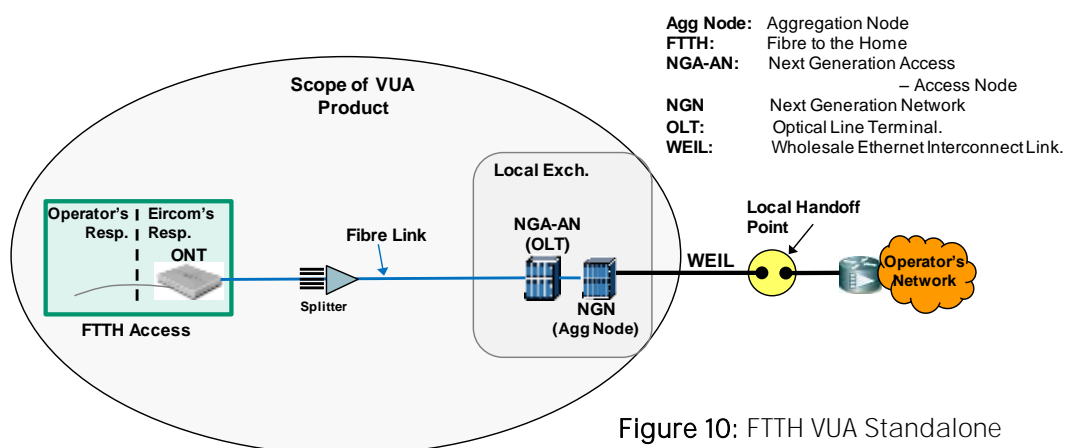 Agg Node: Aggregation Node
FTTH: Fibre to the Home
NGA-AN: Next Generation Access
– Access Node
NGN Next Generation Network
OLT: Optical Line Terminal.
WEIL: Wholesale Ethernet Interconnect Link.
Scope of VUA
Product
Local Exch.
Operator's
Resp.
Eircom's
Resp.
ONT
FTTH Access
Splitter
Fibre Link
NGA-AN
(OLT)
NGN
(Agg Node)
WEIL
Local Handoff
Point
Operator's
Network
Figure 10: FTTH VUA Standalone